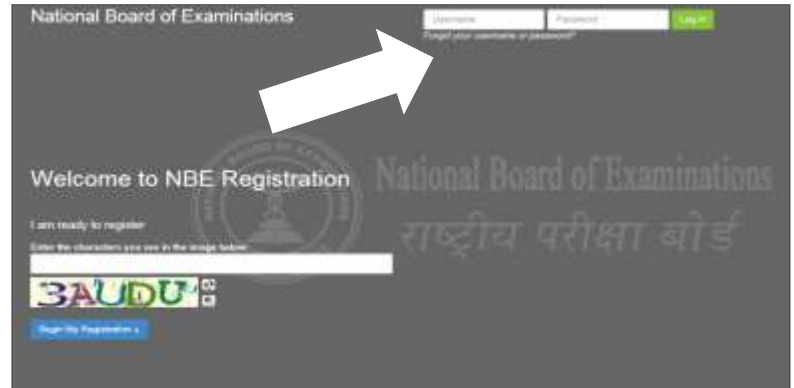 National Board of Examinations
Username Password Log in
Forgot your username or password?
Welcome to NBE Registration
National Board of Examinations
राष्ट्रीय परीक्षा बोर्ड
I am ready to register
Enter the characters you see in the image below:
3AUDU
Begin My Registration »